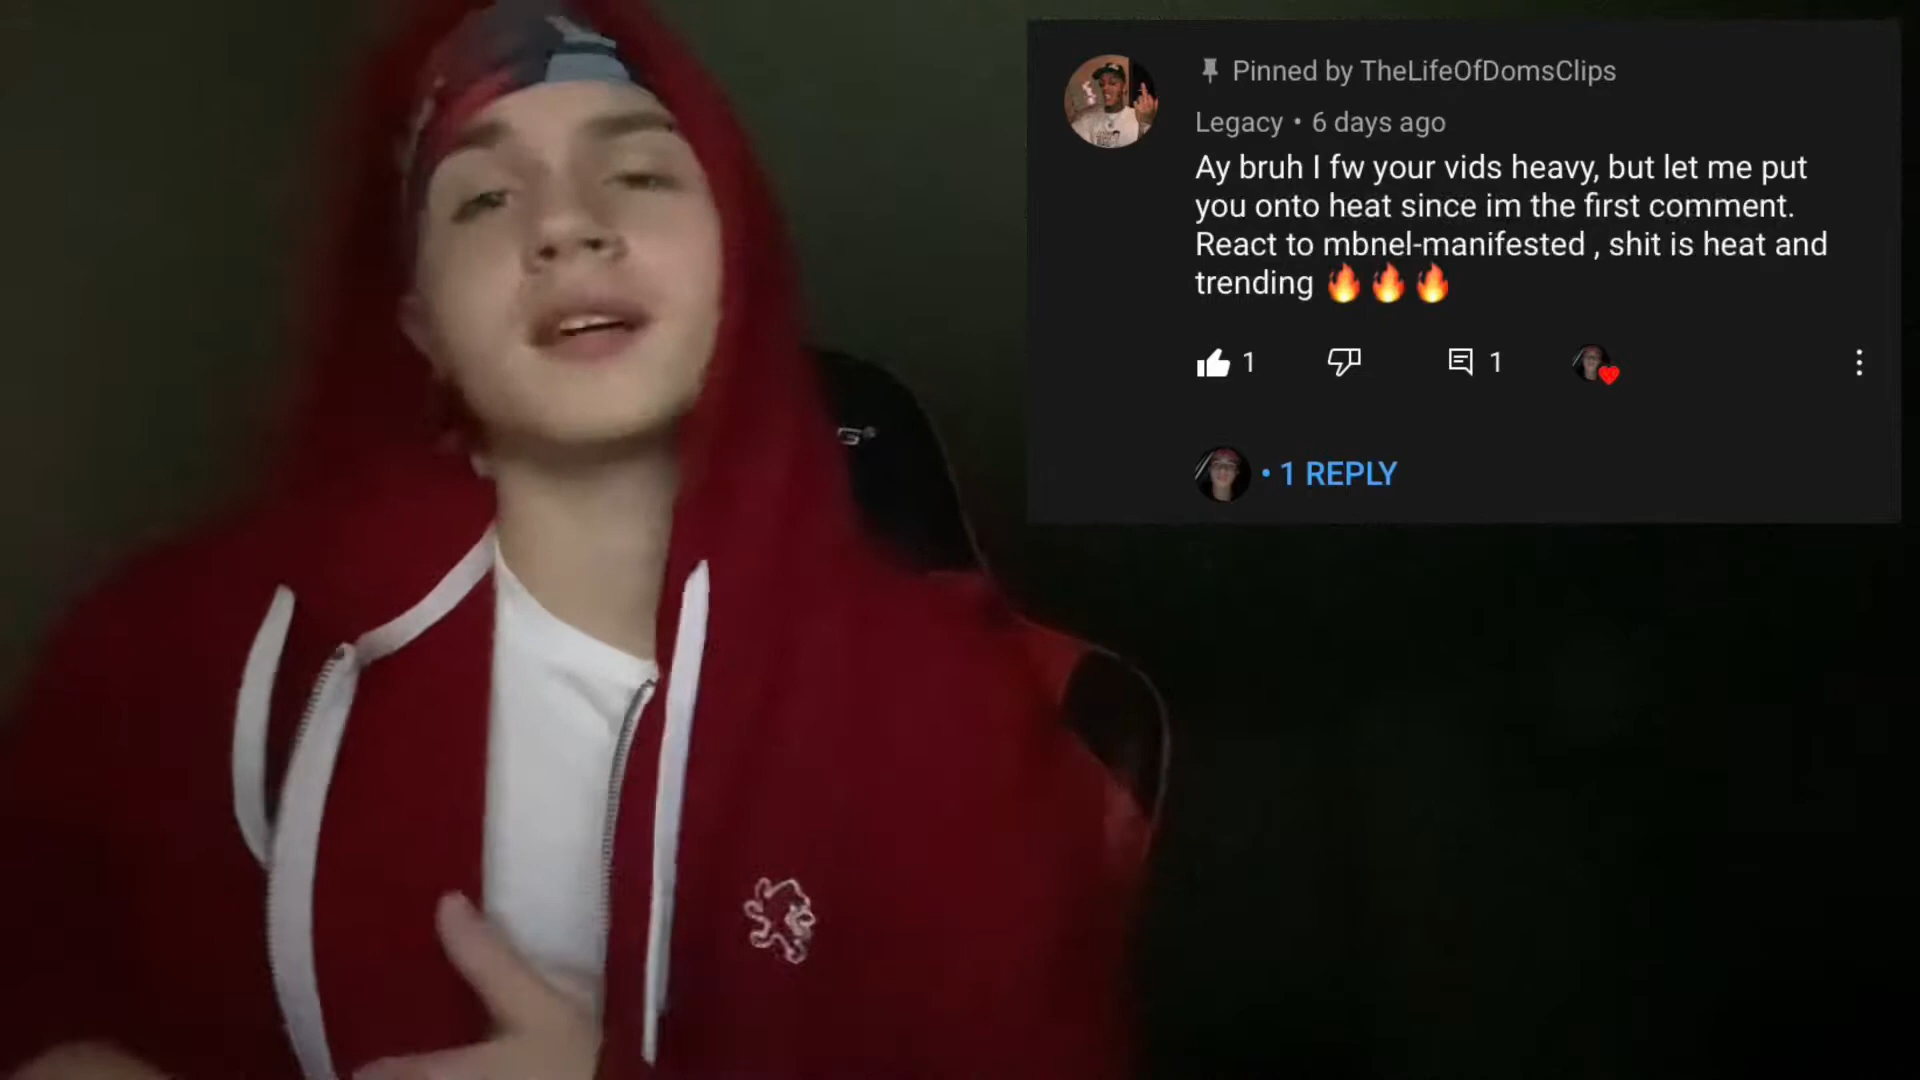 Pinned by TheLifeOfDomsClips
Legacy • 6 days ago
Ay bruh I fw your vids heavy, but let me put
you onto heat since im the first comment.
React to mbnel-manifested , shit is heat and
trending 🔥🔥🔥
1
1
• 1 REPLY